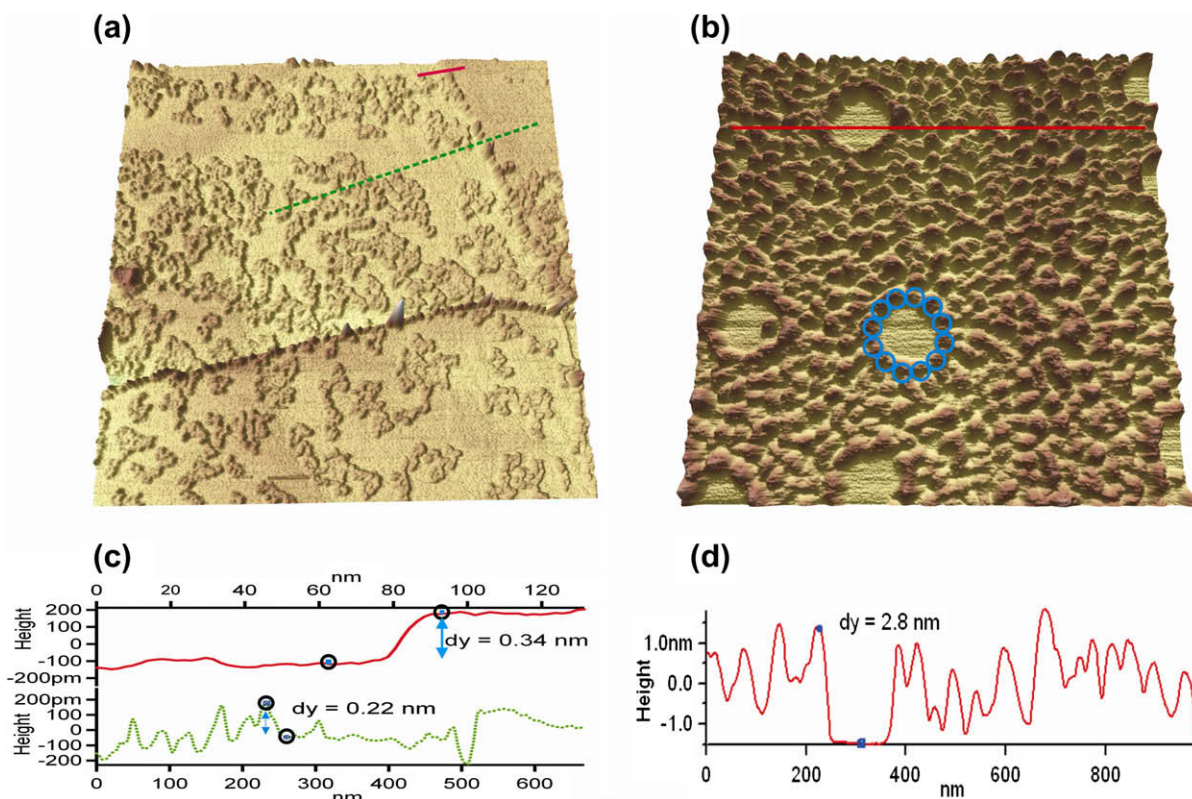 (a)
(b)
(c)
nm
0 20 40 60 80 100 120
Height
200
100
0
-100
-200pm
dy = 0.34 nm
Height
200pm
100
0
-100
-200
dy = 0.22 nm
0 100 200 300 400 500 600
nm
(d)
Height
1.0nm
0.0
-1.0
dy = 2.8 nm
0 200 400 600 800
nm